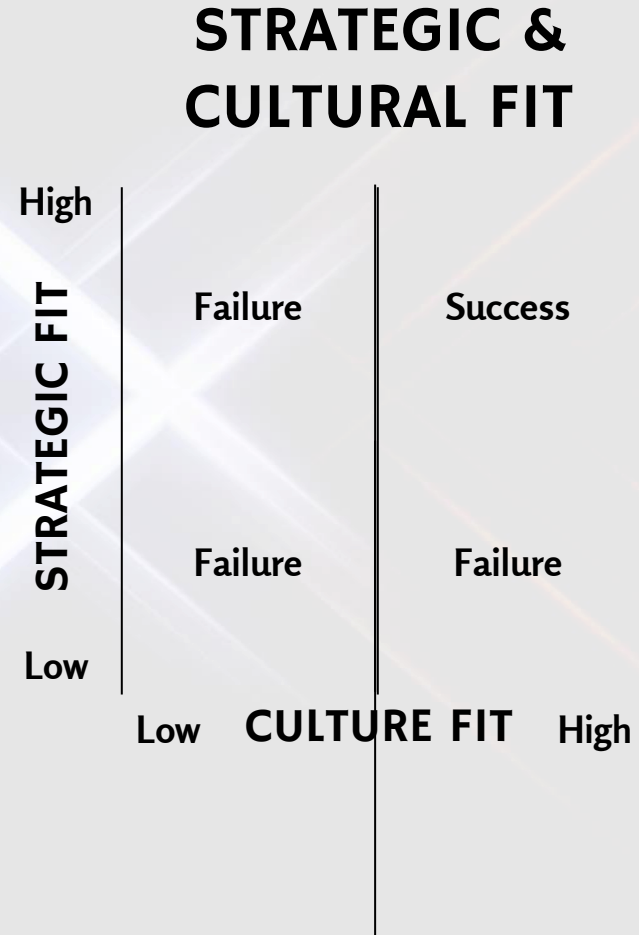 STRATEGIC &
CULTURAL FIT
High
Failure Success
STRATEGIC FIT
Failure Failure
Low
Low CULTURE FIT High